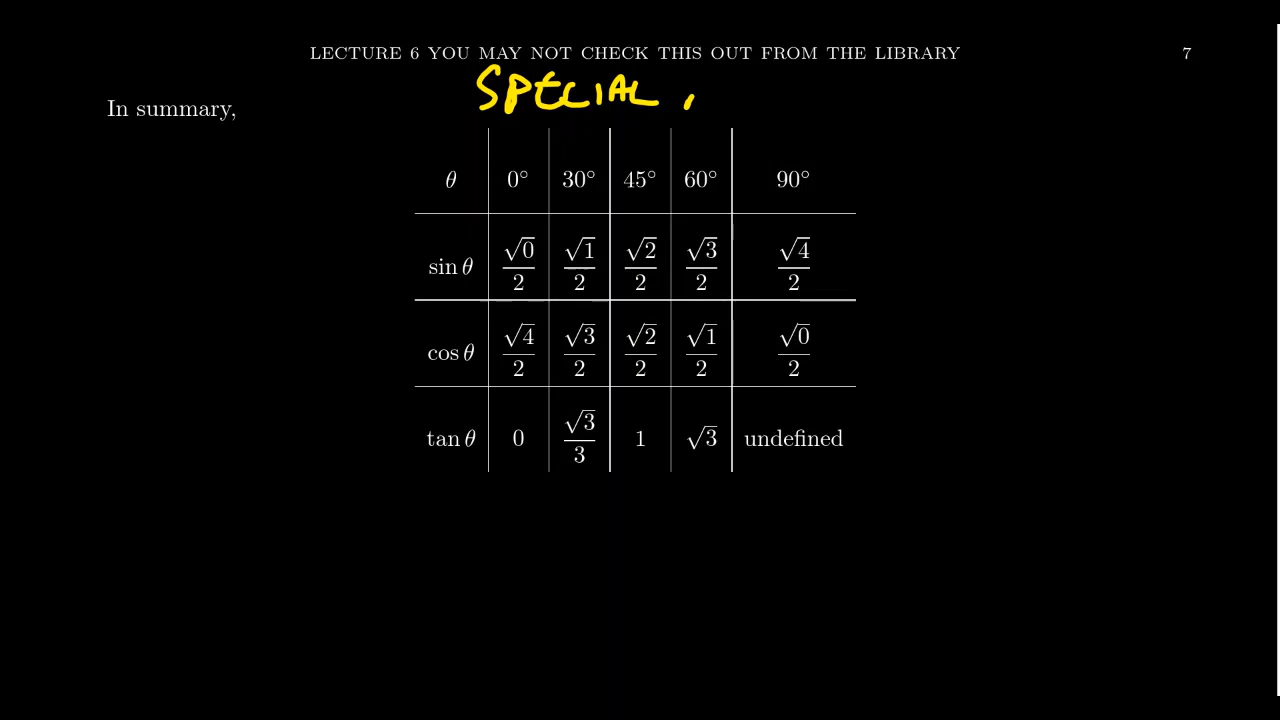 LECTURE 6 YOU MAY NOT CHECK THIS OUT FROM THE LIBRARY 7
SPECIAL
In summary,
θ 0° 30° 45° 60° 90°
sin θ √0/2 √1/2 √2/2 √3/2 √4/2
cos θ √4/2 √3/2 √2/2 √1/2 √0/2
tan θ 0 √3/3 1 √3 undefined